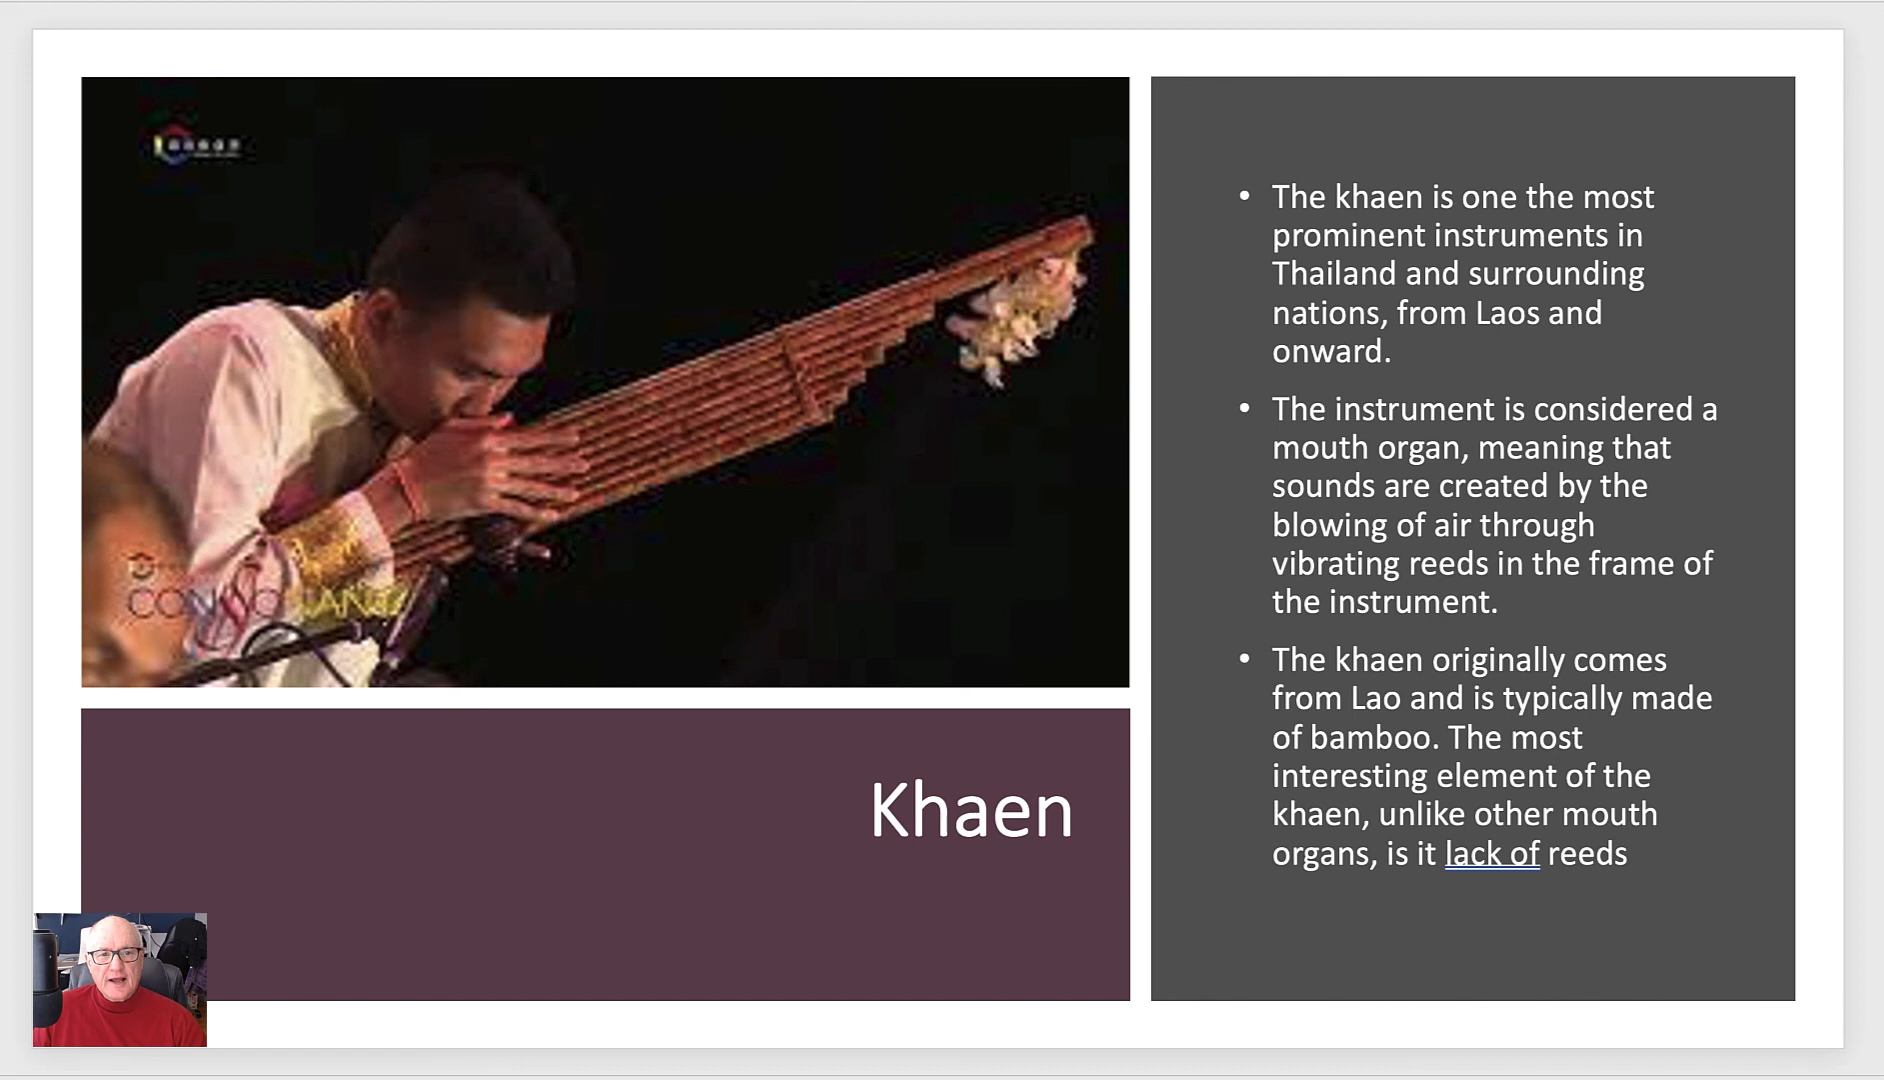 Khaen
• The khaen is one the most
prominent instruments in
Thailand and surrounding
nations, from Laos and
onward.
• The instrument is considered a
mouth organ, meaning that
sounds are created by the
blowing of air through
vibrating reeds in the frame of
the instrument.
• The khaen originally comes
from Lao and is typically made
of bamboo. The most
interesting element of the
khaen, unlike other mouth
organs, is it lack of reeds